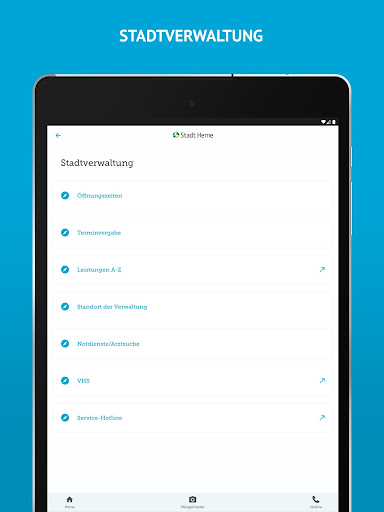 STADTVERWALTUNG
Stadt Herne
Stadtverwaltung
Öffnungszeiten
Terminvergabe
Leistungen A-Z
Standort der Verwaltung
Notdienste/Arztsuche
VHS
Service-Hotline
Home
Mängelmelder
Hotline